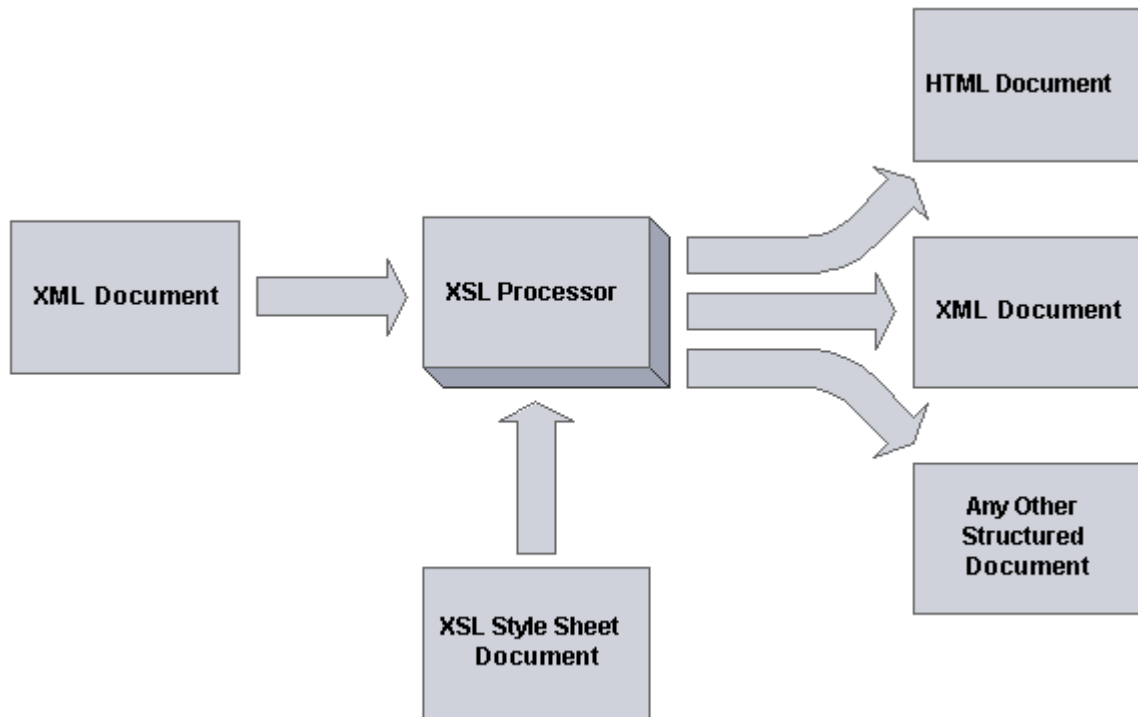 HTML Document
XML Document
XSL Processor
XML Document
Any Other
Structured
Document
XSL Style Sheet
Document